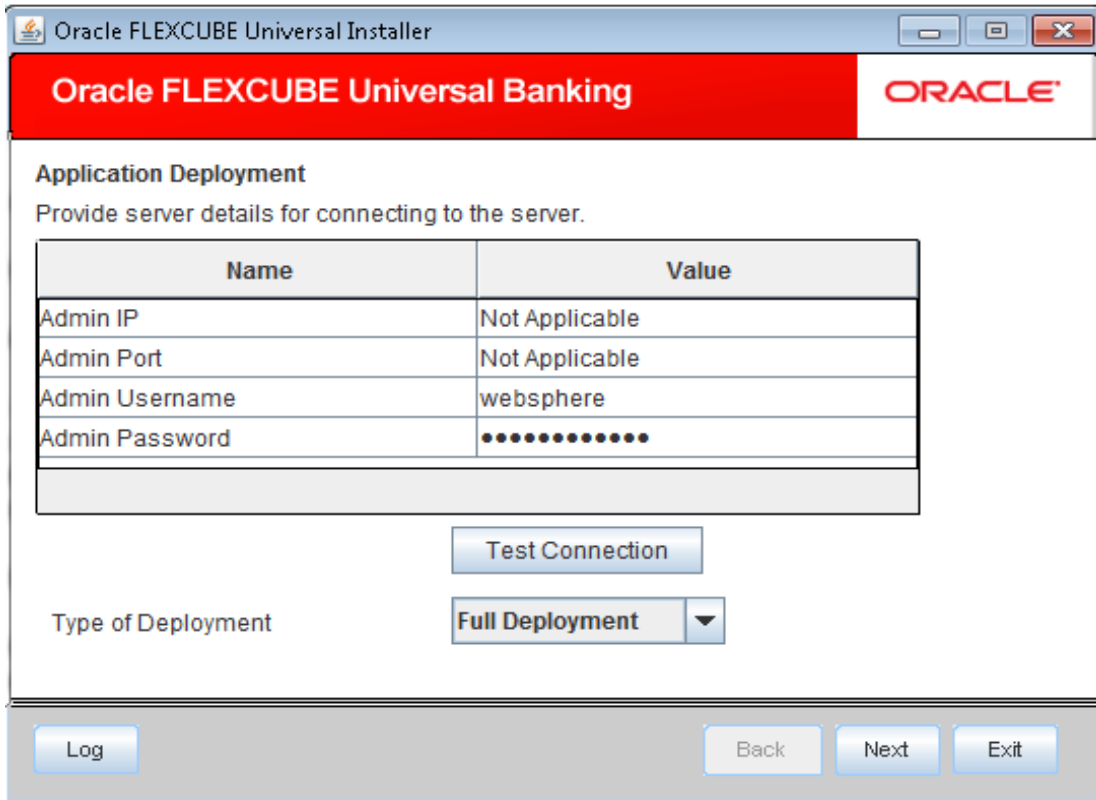 Oracle FLEXCUBE Universal Installer
Oracle FLEXCUBE Universal Banking ORACLE
Application Deployment
Provide server details for connecting to the server.
Name Value
Admin IP Not Applicable
Admin Port Not Applicable
Admin Username websphere
Admin Password ••••••••••••
Test Connection
Type of Deployment Full Deployment
Log Back Next Exit